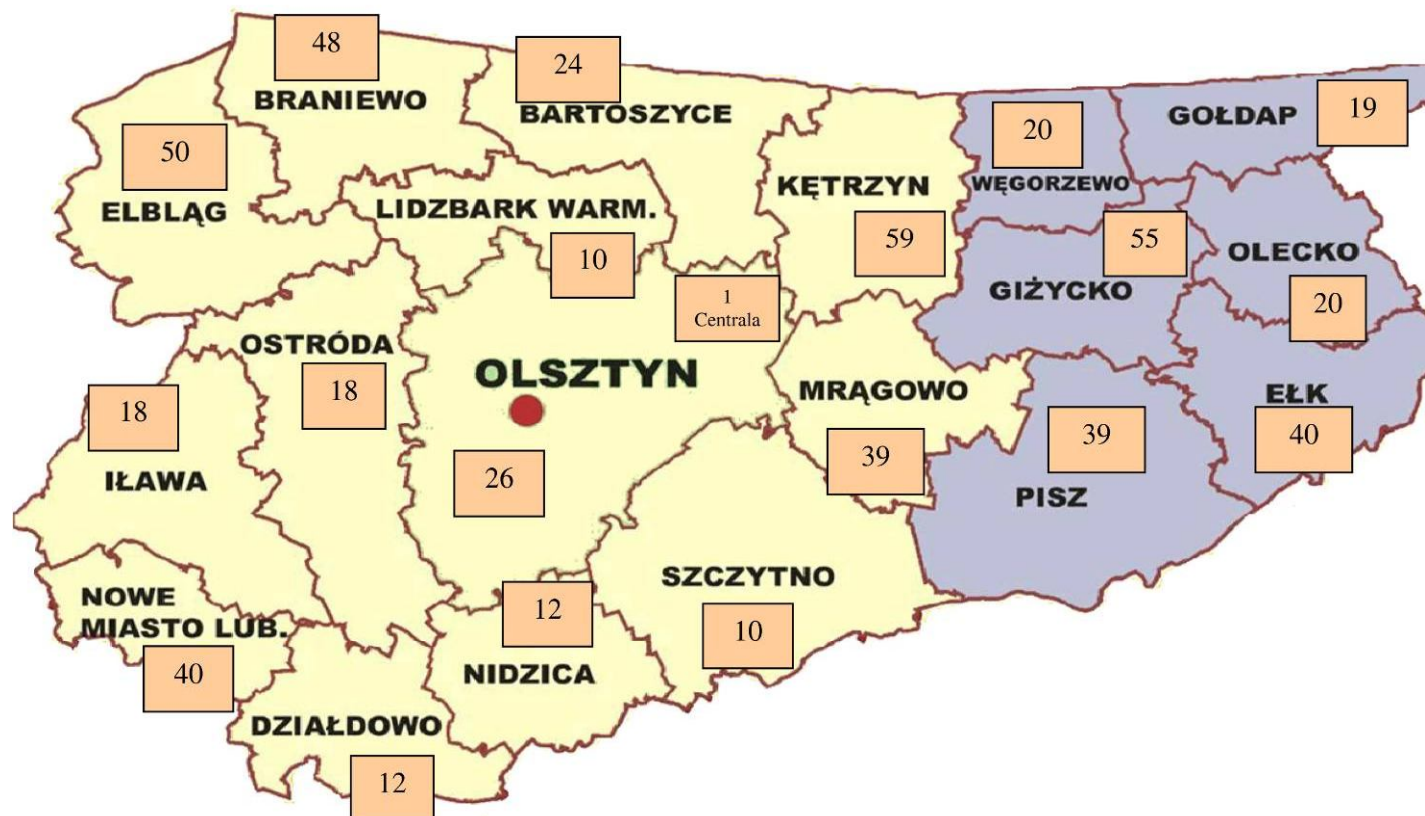 48
BRANIEWO
24
BARTOSZYCE
50
ELBLĄG
LIDZBARK WARM.
10
KĘTRZYN
59
20
WĘGORZEWO
GOŁDAP
19
55
GIŻYCKO
OLECKO
20
1
Centrala
OSTRÓDA
18
OLSZTYN
26
MRĄGOWO
39
39
PISZ
EŁK
40
18
IŁAWA
NOWE
MIASTO LUB.
40
12
NIDZICA
SZCZYTNO
10
DZIAŁDOWO
12